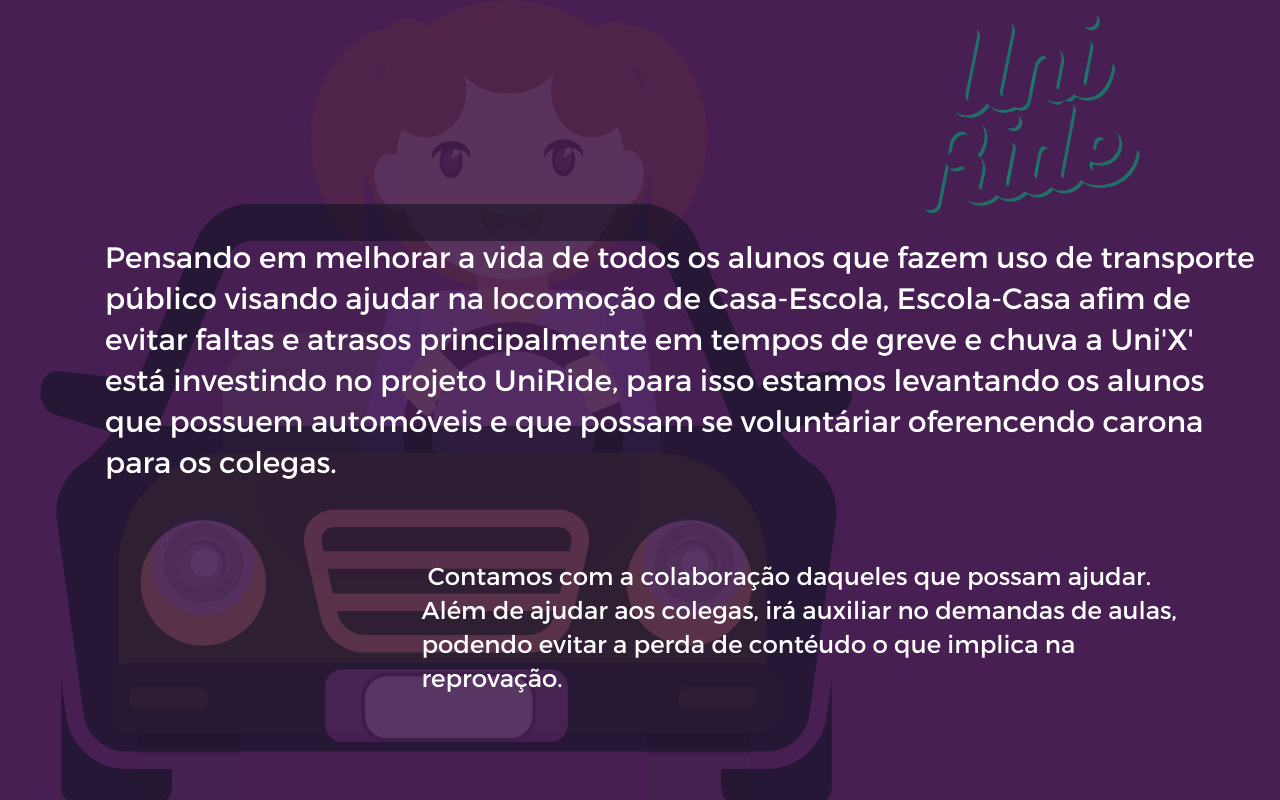 Uni
Ride
Pensando em melhorar a vida de todos os alunos que fazem uso de transporte
público visando ajudar na locomoção de Casa-Escola, Escola-Casa afim de
evitar faltas e atrasos principalmente em tempos de greve e chuva a Uni'X'
está investindo no projeto UniRide, para isso estamos levantando os alunos
que possuem automóveis e que possam se voluntáriar oferencendo carona
para os colegas.
Contamos com a colaboração daqueles que possam ajudar.
Além de ajudar aos colegas, irá auxiliar no demandas de aulas,
podendo evitar a perda de contéudo o que implica na
reprovação.